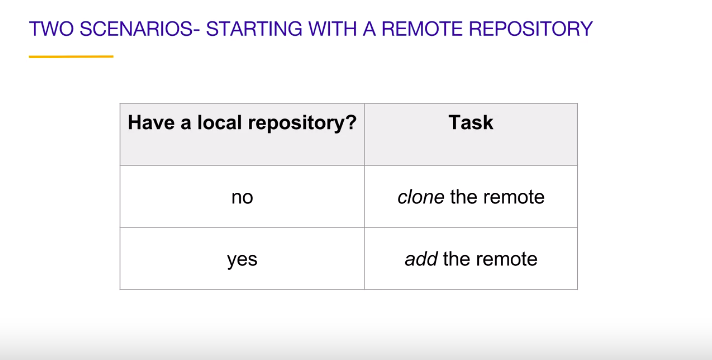 TWO SCENARIOS- STARTING WITH A REMOTE REPOSITORY
Have a local repository? Task
no clone the remote
yes add the remote